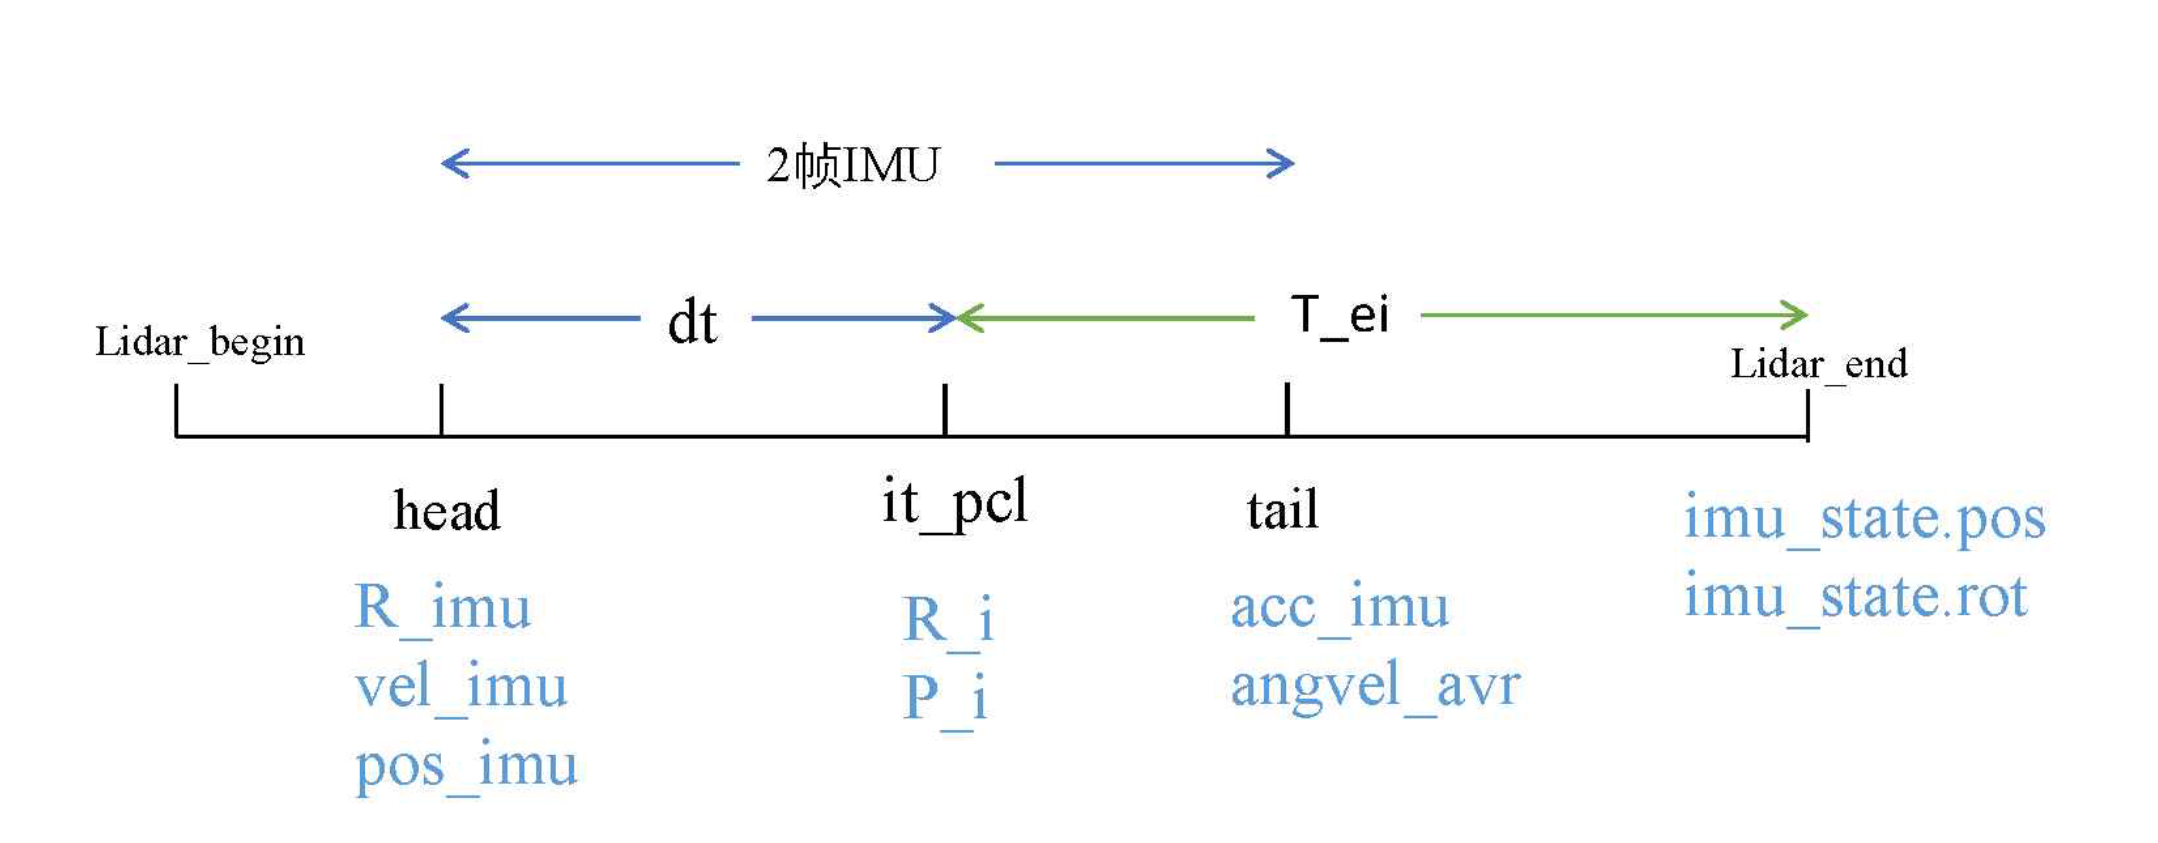 2帧IMU
dt
T_ei
Lidar_begin
Lidar_end
head
it_pcl
tail
imu_state.pos
imu_state.rot
R_imu
vel_imu
pos_imu
R_i
P_i
acc_imu
angvel_avr